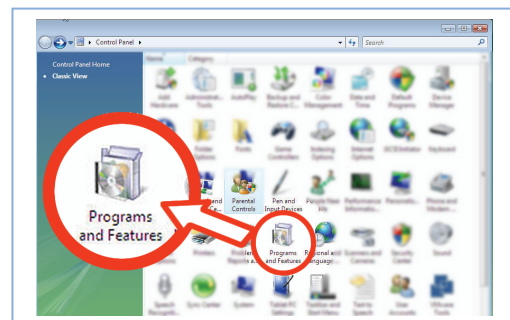 Control Panel
Search
Control Panel Home
Classic View
Name
Category
Add Hardware
Administrat... Tools
AutoPlay
Backup and Restore C...
Color Management
Date and Time
Default Programs
Device Manager
Folder Options
Fonts
Game Controllers
Indexing Options
Internet Options
iSCSI Initiator
Keyboard
Parental Controls
Pen and Input Devices
People Near Me
Performance Informatio...
Personaliz...
Phone and Modem ...
Printers
Problem Reports a...
Programs and Features
Regional and Language ...
Scanners and Cameras
Security Center
Sound
Speech Recogniti...
Sync Center
System
Tablet PC Settings
Taskbar and Start Menu
Text to Speech
User Accounts
VMware Tools
Programs
and Features